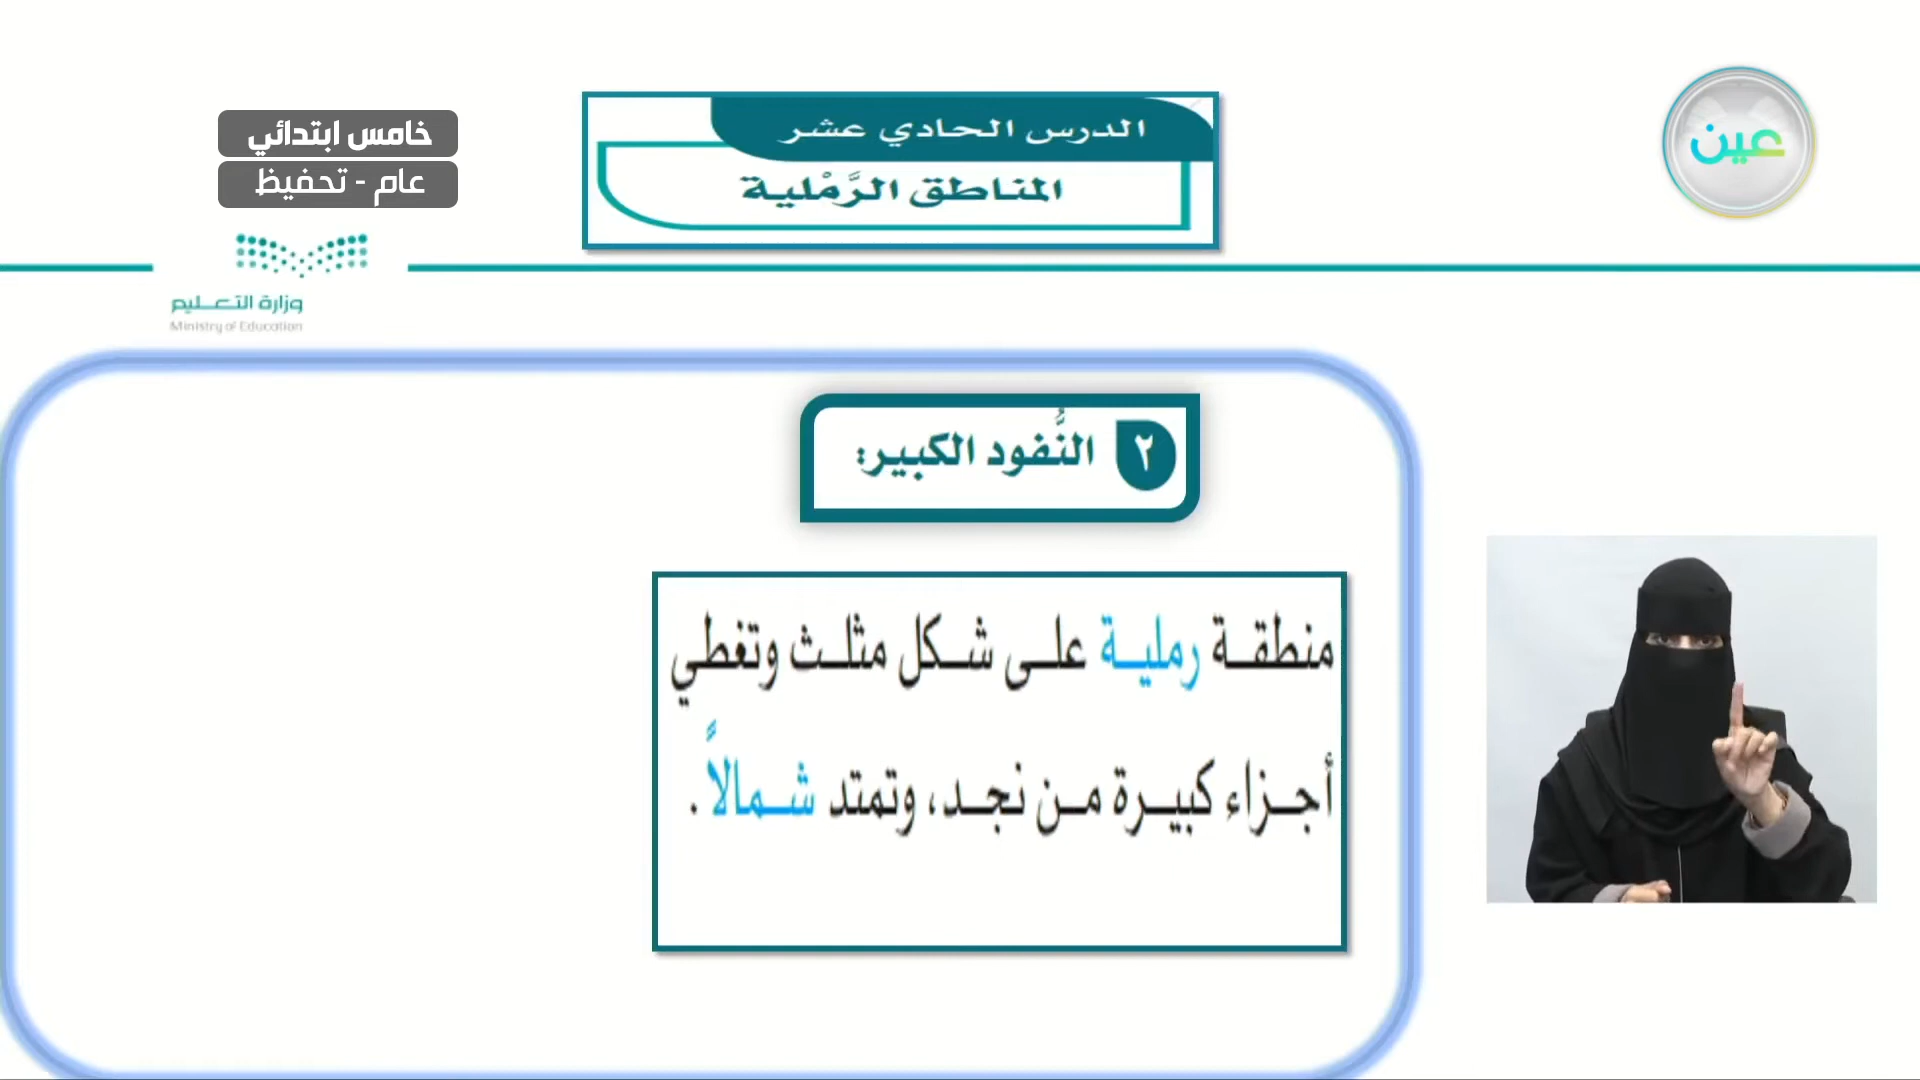 الدرس الحادي عشر
المناطق الرَّمْلية
خامس ابتدائي
عام - تحفيظ
عين
وزارة التعليم
Ministry of Education
٢ النُّفود الكبير:
منطقة رملية على شكل مثلث وتغطي
أجزاء كبيرة من نجد، وتمتد شمالاً .